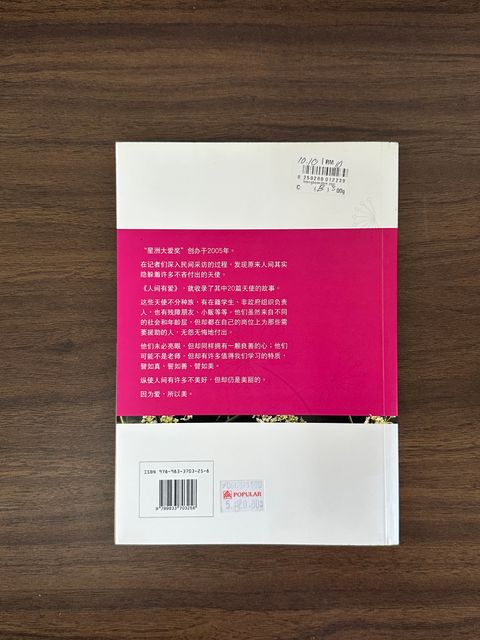 10.10 | RM
9 250200 012239
C (B) 300g
“星洲大爱奖”创办于2005年。
在记者们深入民间采访的过程，发现原来人间其实
隐躲着许多不吝付出的天使。
《人间有爱》，就收录了其中20篇天使的故事。
这些天使不分种族，有在籍学生、非政府组织负责
人，也有残障朋友、小贩等等。他们虽然来自不同
的社会和年龄层，但却都在自己的岗位上为那些需
要援助的人，无怨无悔地付出。
他们未必亮眼，但却同样拥有一颗良善的心；他们
可能不是老师，但却有许多值得我们学习的特质，
譬如真、譬如善、譬如美。
纵使人间有许多不美好，但却仍是美丽的。
因为爱，所以美。
ISBN 978-983-3703-25-6
9 789833 703256
POPULAR